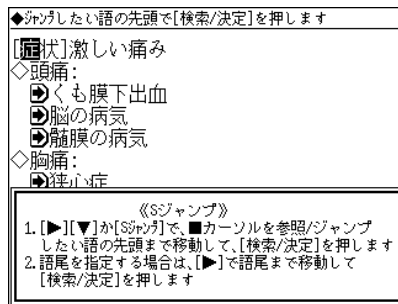 ◆ｼﾞｬﾝﾌﾟしたい語の先頭で[検索/決定]を押します
[症状]激しい痛み
◇頭痛:
➡くも膜下出血
➡脳の病気
➡髄膜の病気
◇胸痛:
➡狭心症
《Sジャンプ》
1.[▶][▼]か[Sｼﾞｬﾝﾌﾟ]で、■カーソルを参照/ジャンプ
したい語の先頭まで移動して、[検索/決定]を押します
2.語尾を指定する場合は、[▶]で語尾まで移動して
[検索/決定]を押します